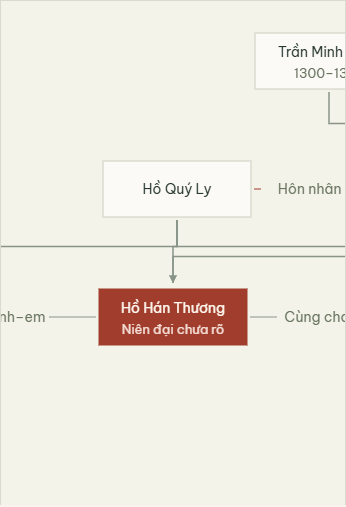 Trần Minh
1300–13
Hồ Quý Ly
Hôn nhân
Hồ Hán Thương
Niên đại chưa rõ
nh–em
Cùng cha